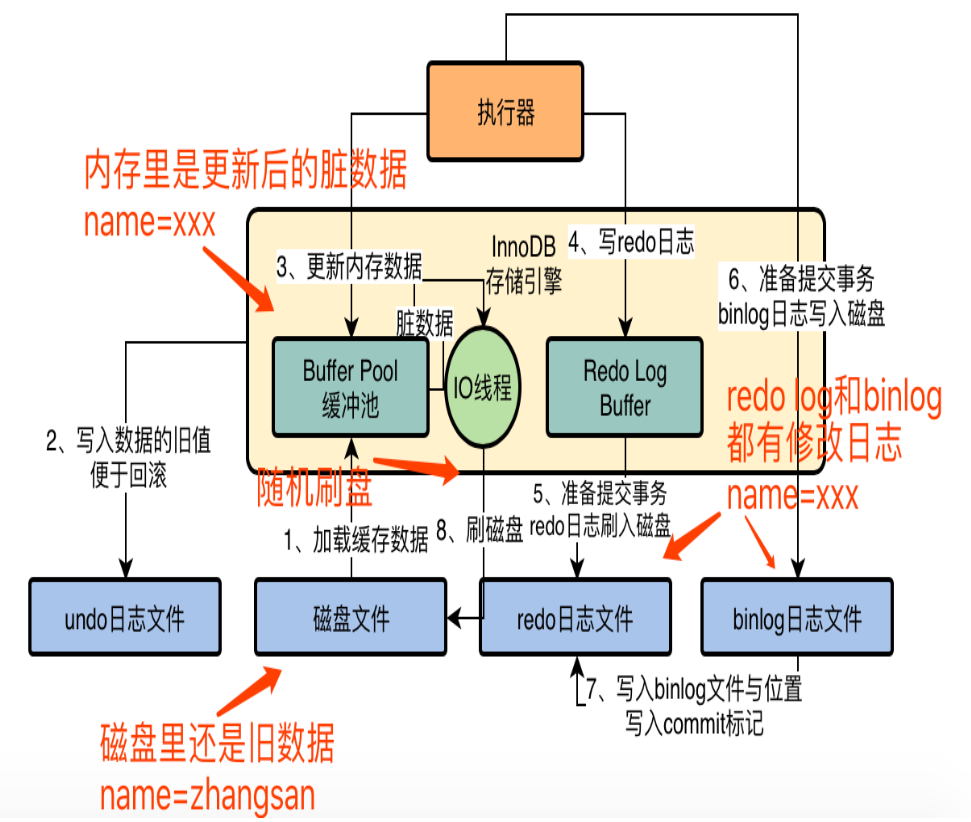 执行器
内存里是更新后的脏数据
name=xxx
3、更新内存数据
InnoDB
存储引擎
4、写redo日志
6、准备提交事务
binlog日志写入磁盘
脏数据
Buffer Pool
缓冲池
IO线程
Redo Log
Buffer
redo log和binlog
都有修改日志
name=xxx
2、写入数据的旧值
便于回滚
随机刷盘
1、加载缓存数据
8、刷磁盘
5、准备提交事务
redo日志刷入磁盘
undo日志文件
磁盘文件
redo日志文件
binlog日志文件
7、写入binlog文件与位置
写入commit标记
磁盘里还是旧数据
name=zhangsan